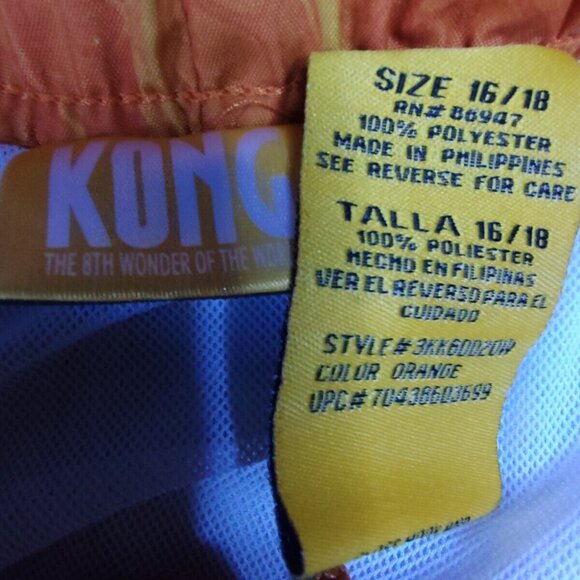 KONG
THE 8TH WONDER OF THE
SIZE 16/18
RN# 86947
100% POLYESTER
MADE IN PHILIPPINES
SEE REVERSE FOR CARE
TALLA 16/18
100% POLIESTER
HECHO EN FILIPINAS
VER EL REVERSO PARA EL
CUIDADO
STYLE# 3KK6DD20W
COLOR ORANGE
UPC# 70438603699